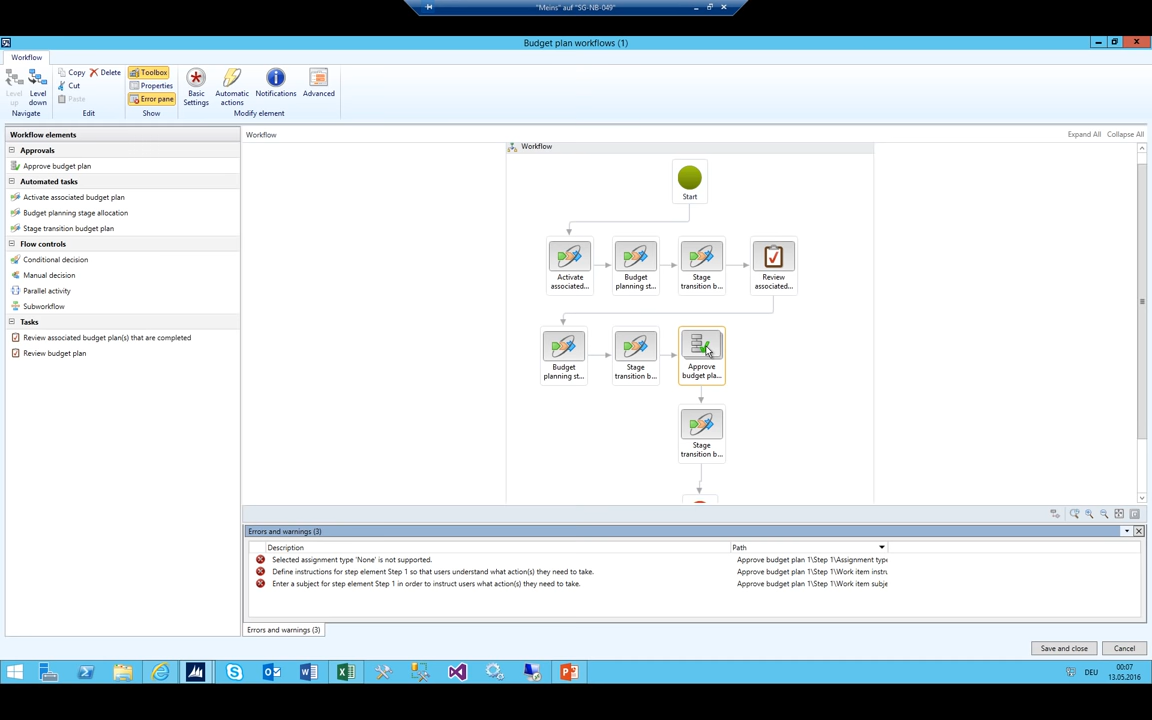 "Meins" auf "SG-NB-049"
Budget plan workflows (1)
Workflow
Level up
Level down
Navigate
Copy
Delete
Cut
Paste
Edit
Toolbox
Properties
Error pane
Show
Basic Settings
Automatic actions
Notifications
Advanced
Modify element
Workflow elements
Approvals
Approve budget plan
Automated tasks
Activate associated budget plan
Budget planning stage allocation
Stage transition budget plan
Flow controls
Conditional decision
Manual decision
Parallel activity
Subworkflow
Tasks
Review associated budget plan(s) that are completed
Review budget plan
Workflow
Expand All
Collapse All
Workflow
Start
Activate
associated...
Budget
planning st...
Stage
transition b...
Review
associated...
Budget
planning st...
Stage
transition b...
Approve
budget pla...
Stage
transition b...
Errors and warnings (3)
Description
Path
Selected assignment type 'None' is not supported.
Approve budget plan 1\Step 1\Assignment type
Define instructions for step element Step 1 so that users understand what action(s) they need to take.
Approve budget plan 1\Step 1\Work item instru
Enter a subject for step element Step 1 in order to instruct users what action(s) they need to take.
Approve budget plan 1\Step 1\Work item subje
Errors and warnings (3)
Save and close
Cancel
DEU
00:07
13.05.2016